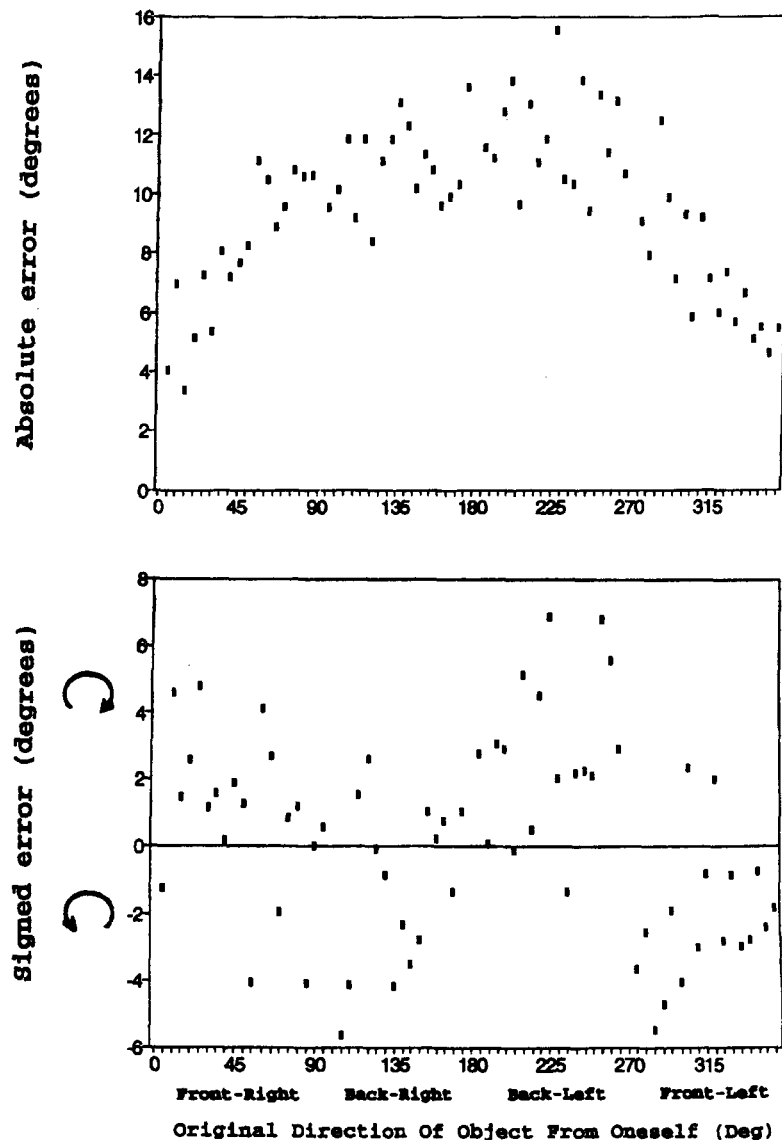 Absolute error (degrees)
16
14
12
10
8
6
4
2
0
0 45 90 135 180 225 270 315
Signed error (degrees)
8
6
4
2
0
-2
-4
-6
0 45 90 135 180 225 270 315
Front-Right Back-Right Back-Left Front-Left
Original Direction Of Object From Oneself (Deg)